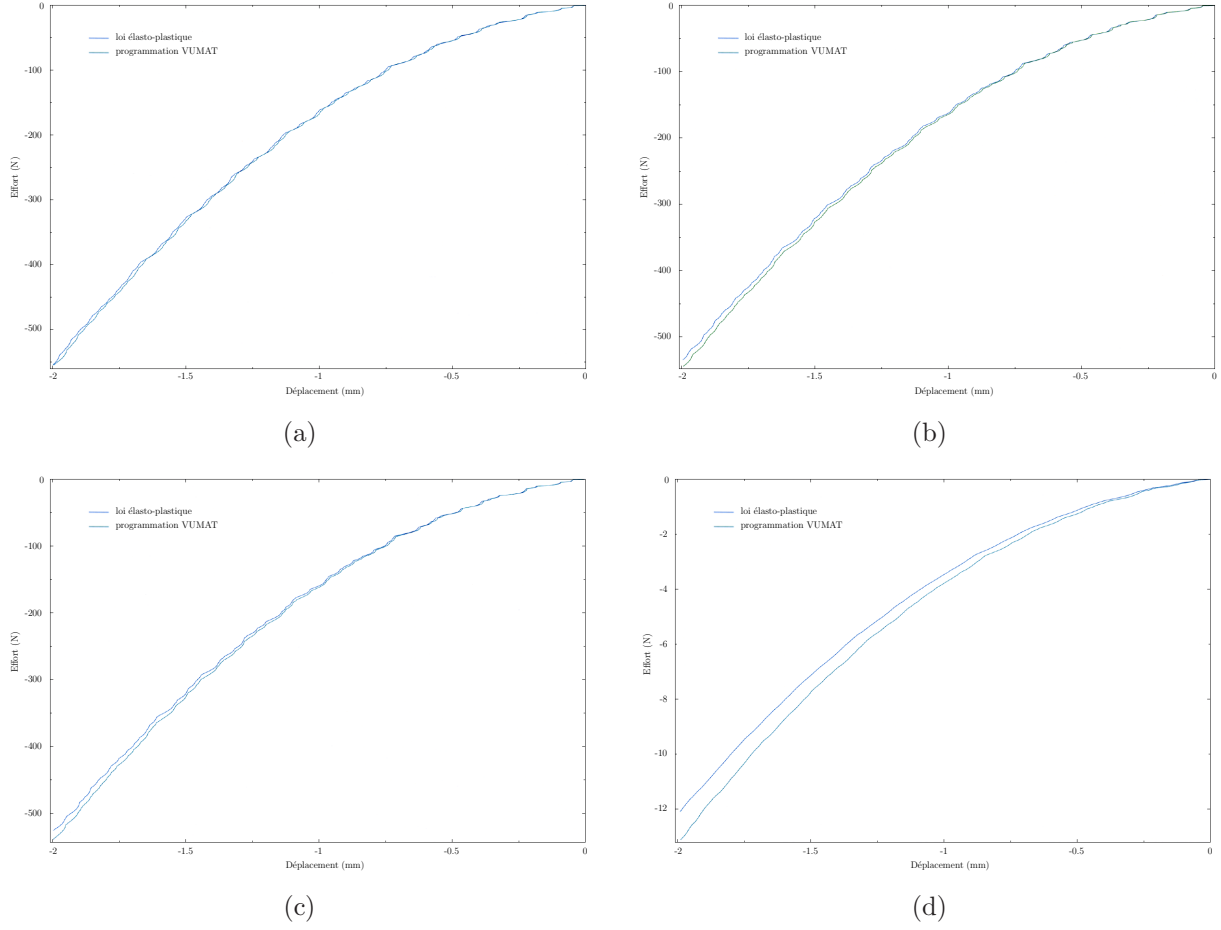 0
-100
-200
-300
-400
-500
Effort (N)
loi élasto-plastique
programmation VUMAT
-2
-1.5
-1
-0.5
0
Déplacement (mm)
(a)
0
-100
-200
-300
-400
-500
Effort (N)
loi élasto-plastique
programmation VUMAT
-2
-1.5
-1
-0.5
0
Déplacement (mm)
(b)
0
-100
-200
-300
-400
-500
Effort (N)
loi élasto-plastique
programmation VUMAT
-2
-1.5
-1
-0.5
0
Déplacement (mm)
(c)
0
-2
-4
-6
-8
-10
-12
Effort (N)
loi élasto-plastique
programmation VUMAT
-2
-1.5
-1
-0.5
0
Déplacement (mm)
(d)